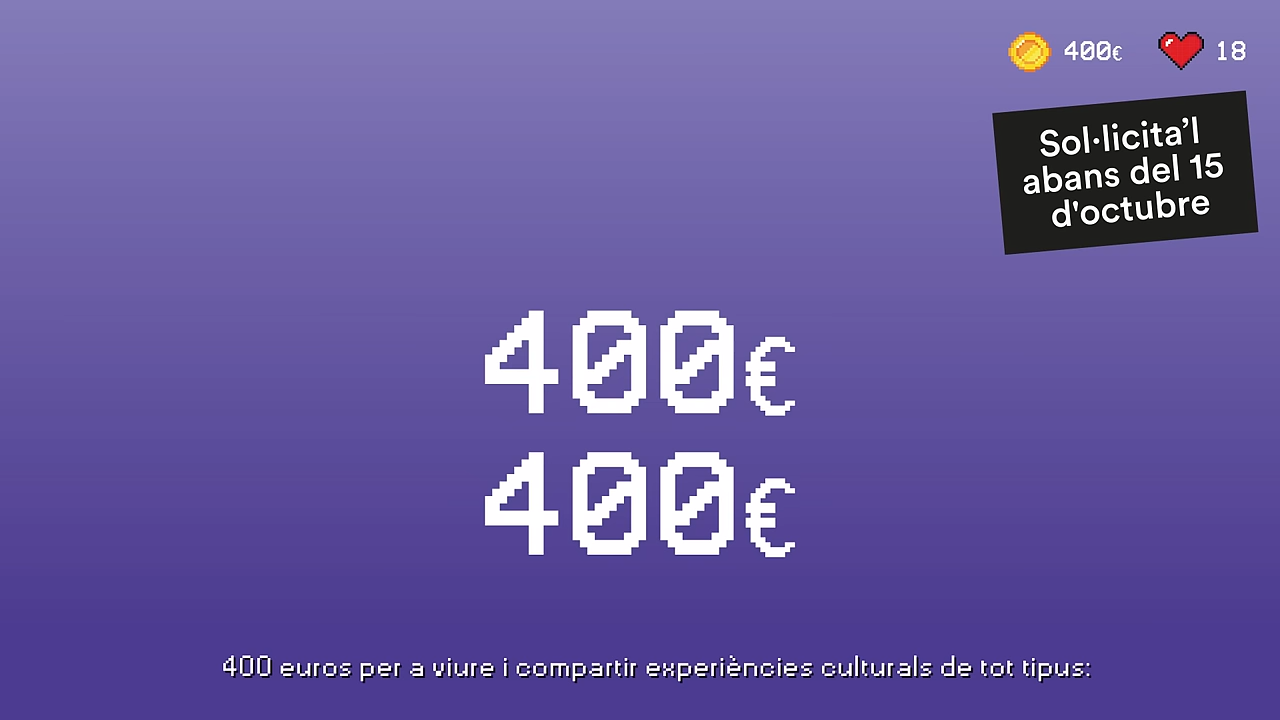 400€ 18
Sol·licita’l
abans del 15
d'octubre
400€
400€
400 euros per a viure i compartir experiències culturals de tot tipus: